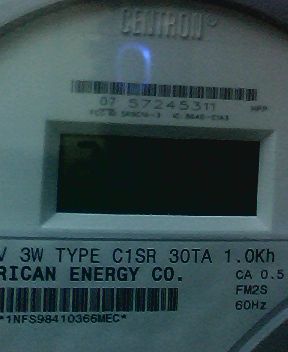 CENTRON
07 57245311
V 3W TYPE C1SR 30TA 1.0Kh
RICAN ENERGY CO.
CA 0.5
FM2S
60Hz
*1NFS98410366MEC*